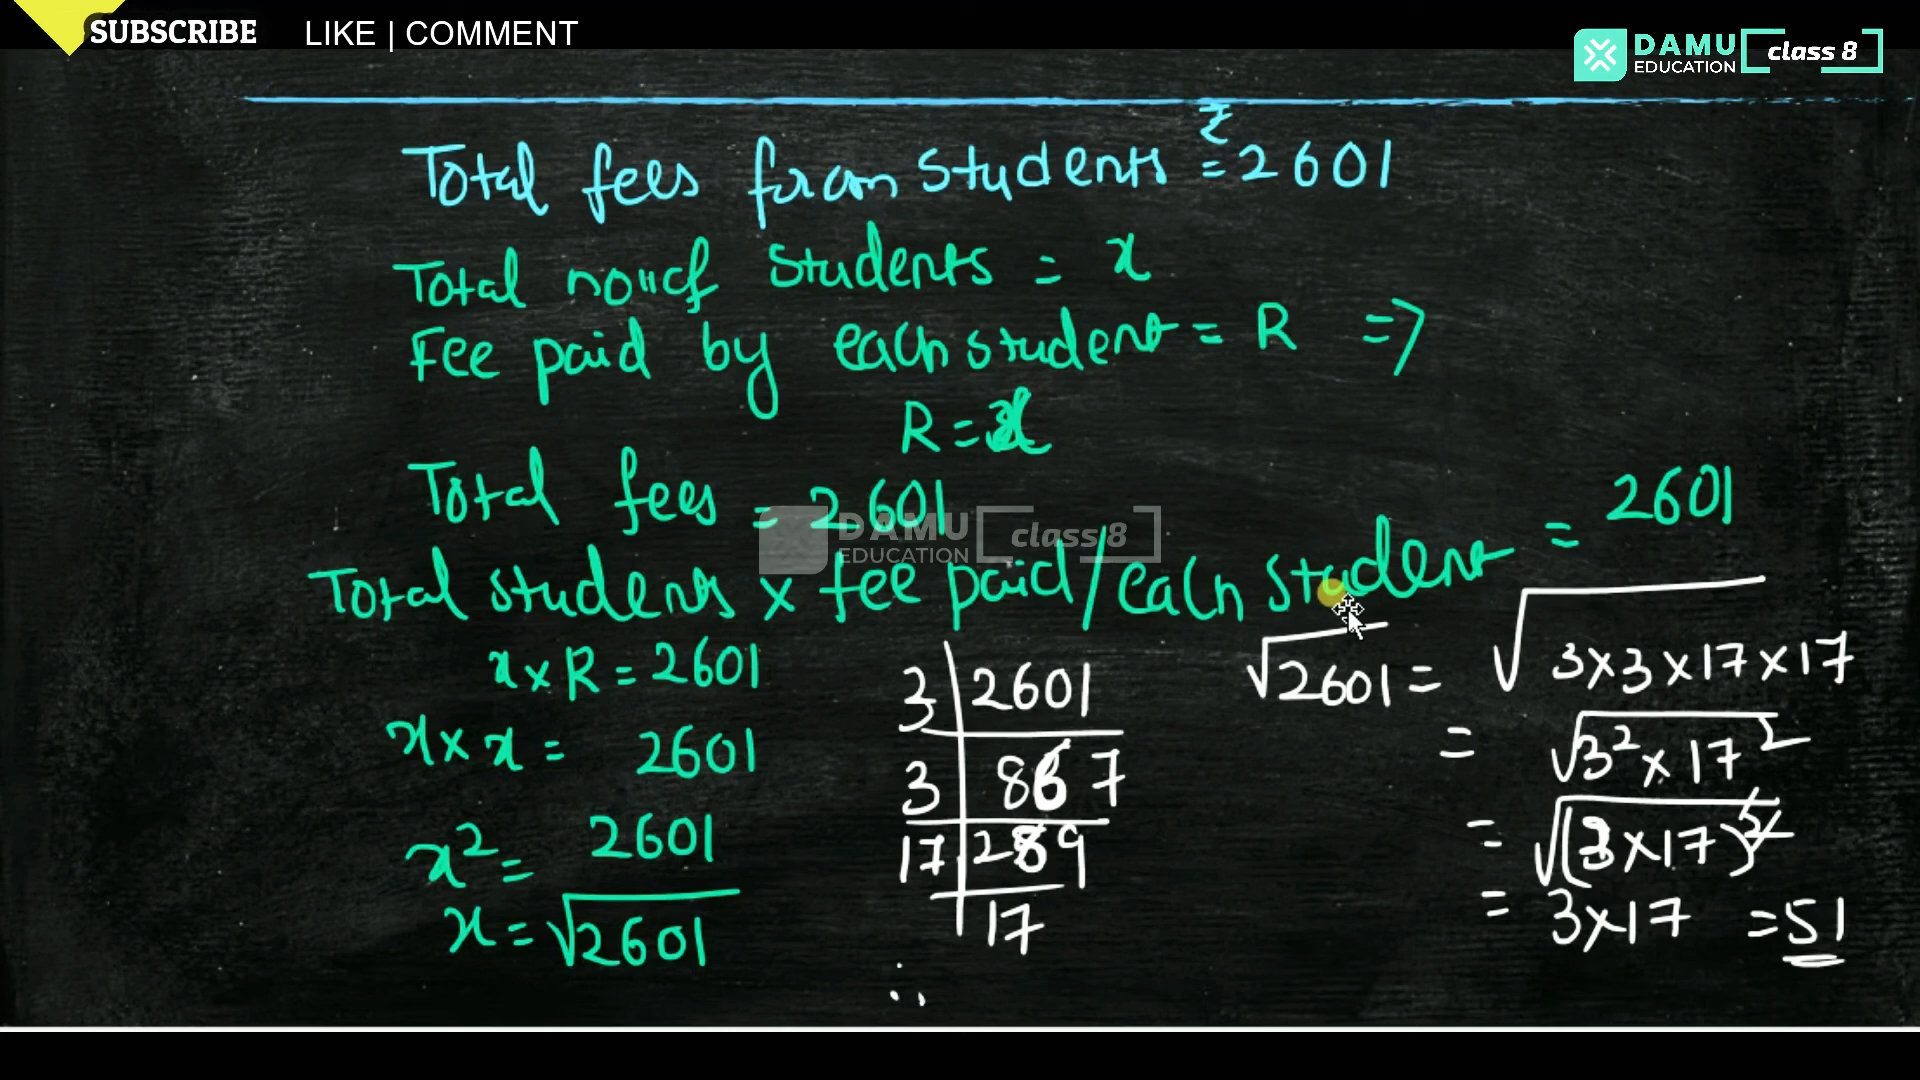 SUBSCRIBE LIKE | COMMENT
DAMU EDUCATION class 8
Total fees from Students = ₹2601
Total no" of Students = x
Fee paid by each student = R =>
R = x
Total fees = 2601
DAMU EDUCATION class 8
Total students x fee paid/each student = 2601
x x R = 2601
x x x = 2601
x² = 2601
x = √2601
3 | 2601
3 | 867
17 | 289
17
∴
√2601 = √3x3x17x17
= √3²x17²
= √(3x17)²
= 3x17 = 51